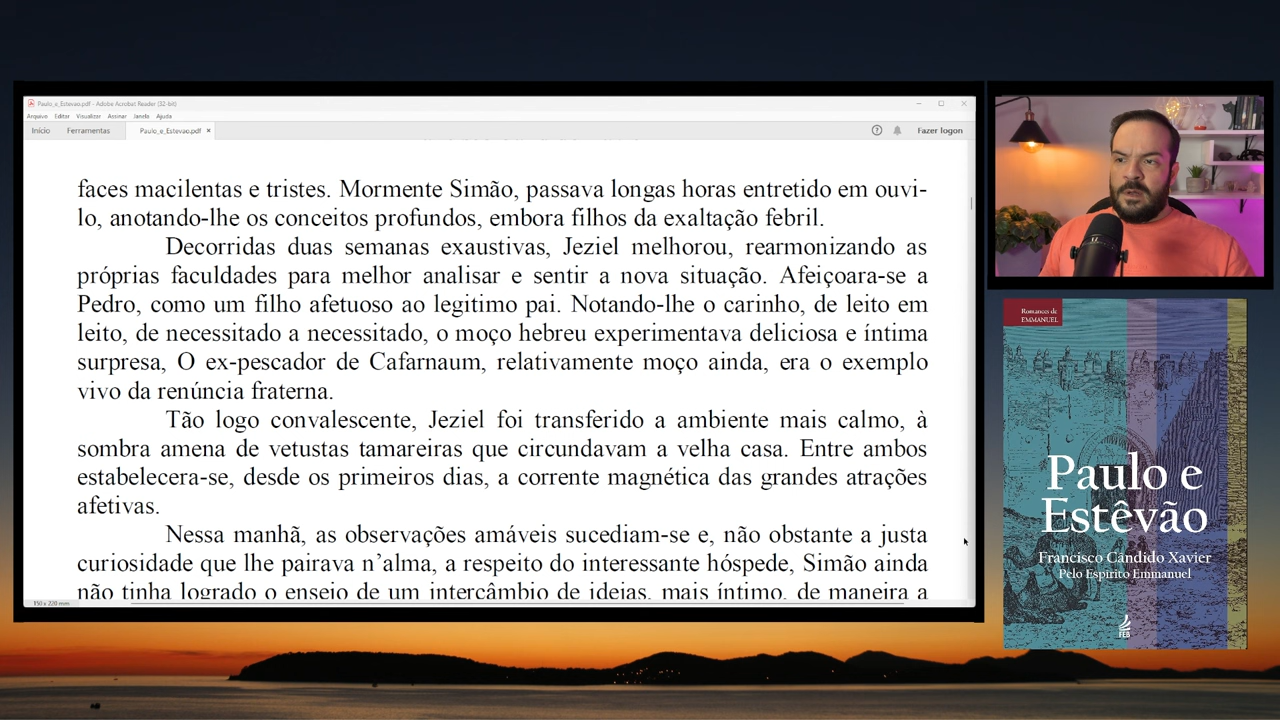 Paulo_e_Estevao.pdf - Adobe Acrobat Reader (32-bit)
Arquivo Editar Visualizar Assinar Janela Ajuda
Início Ferramentas Paulo_e_Estevao.pdf × Fazer logon
faces macilentas e tristes. Mormente Simão, passava longas horas entretido em ouvi-
lo, anotando-lhe os conceitos profundos, embora filhos da exaltação febril.
Decorridas duas semanas exaustivas, Jeziel melhorou, rearmonizando as
próprias faculdades para melhor analisar e sentir a nova situação. Afeiçoara-se a
Pedro, como um filho afetuoso ao legitimo pai. Notando-lhe o carinho, de leito em
leito, de necessitado a necessitado, o moço hebreu experimentava deliciosa e íntima
surpresa, O ex-pescador de Cafarnaum, relativamente moço ainda, era o exemplo
vivo da renúncia fraterna.
Tão logo convalescente, Jeziel foi transferido a ambiente mais calmo, à
sombra amena de vetustas tamareiras que circundavam a velha casa. Entre ambos
estabelecera-se, desde os primeiros dias, a corrente magnética das grandes atrações
afetivas.
Nessa manhã, as observações amáveis sucediam-se e, não obstante a justa
curiosidade que lhe pairava n’alma, a respeito do interessante hóspede, Simão ainda
não tinha logrado o ensejo de um intercâmbio de ideias, mais íntimo, de maneira a
150 x 220 mm
Romances de
EMMANUEL
Paulo e
Estêvão
Francisco Cândido Xavier
Pelo Espírito Emmanuel
FEB